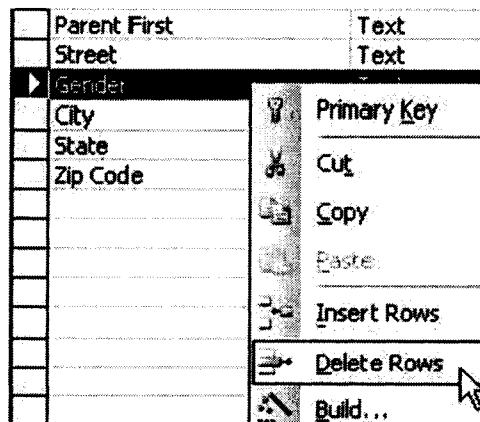 Parent First Text
Street Text
Gender
City
Primary Key
State
Cut
Zip Code
Copy
Paste
Insert Rows
Delete Rows
Build...